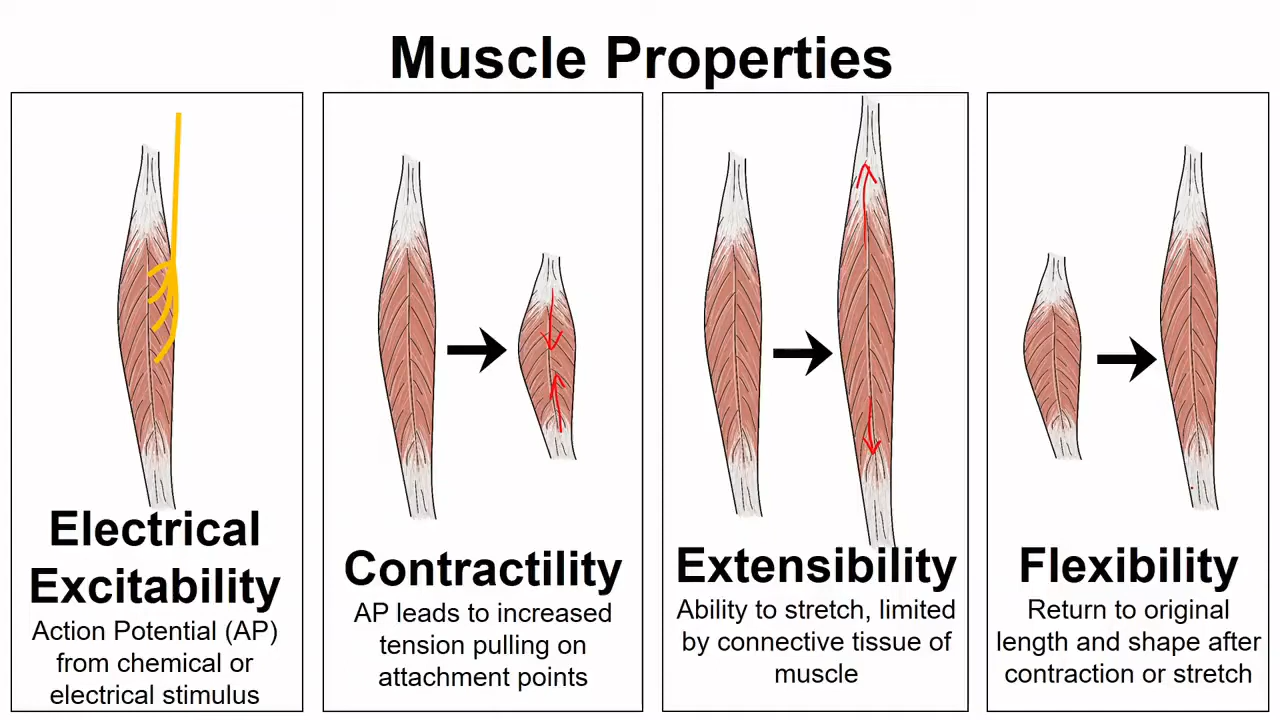 Muscle Properties
Electrical
Excitability
Action Potential (AP)
from chemical or
electrical stimulus
Contractility
AP leads to increased
tension pulling on
attachment points
Extensibility
Ability to stretch, limited
by connective tissue of
muscle
Flexibility
Return to original
length and shape after
contraction or stretch